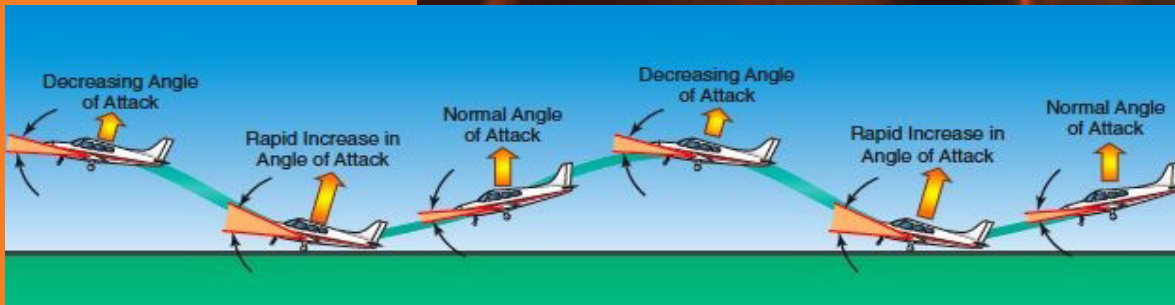 Decreasing Angle
of Attack
Rapid Increase in
Angle of Attack
Normal Angle
of Attack
Decreasing Angle
of Attack
Rapid Increase in
Angle of Attack
Normal Angle
of Attack